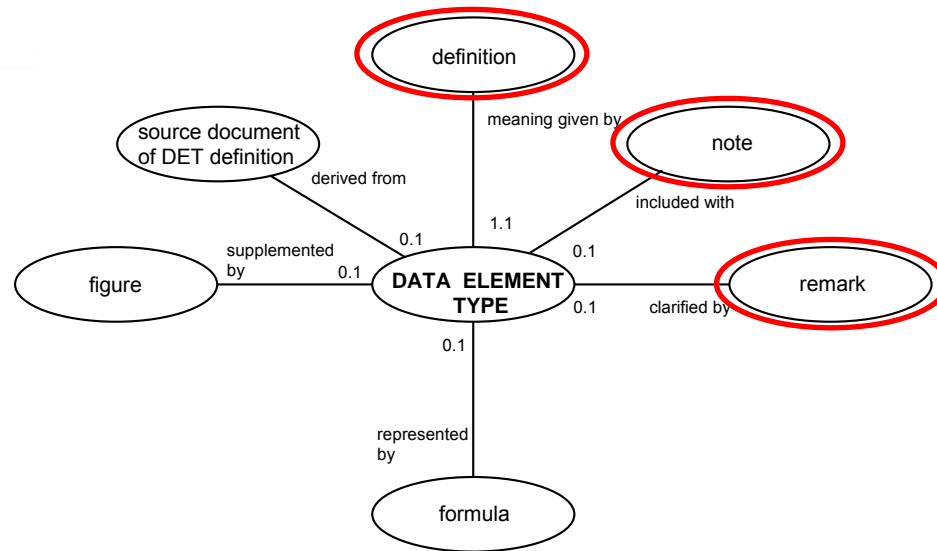 definition
meaning given by
source document
of DET definition
note
derived from
included with
0.1
1.1
0.1
supplemented
by
0.1
figure
DATA ELEMENT
TYPE
remark
0.1
clarified by
0.1
represented
by
formula